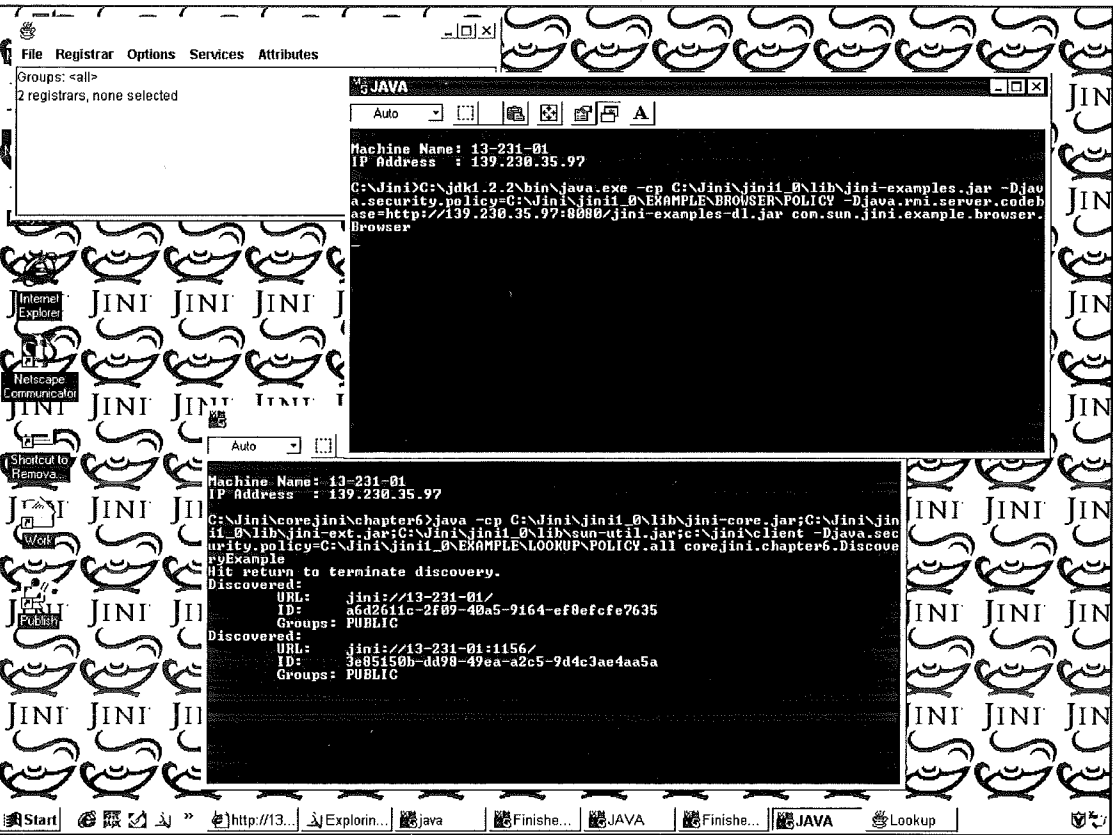 File Registrar Options Services Attributes
Groups: <all>
2 registrars, none selected
JAVA
Auto
A
Machine Name: 13-231-01
IP Address : 139.230.35.97
C:\Jini>C:\jdk1.2.2\bin\java.exe -cp C:\Jini\jini1_0\lib\jini-examples.jar -Djav
a.security.policy=C:\Jini\jini1_0\EXAMPLE\BROWSER\POLICY -Djava.rmi.server.codeb
ase=http://139.230.35.97:8080/jini-examples-dl.jar com.sun.jini.example.browser.
Browser
Internet
Explorer
Netscape
Communicator
Shortcut to
Remova...
Work
Publish
JINI JINI JINI
JINI JINI
Auto
Machine Name: 13-231-01
IP Address : 139.230.35.97
C:\Jini\corejini\chapter6>java -cp C:\Jini\jini1_0\lib\jini-core.jar;C:\Jini\jin
i1_0\lib\jini-ext.jar;C:\Jini\jini1_0\lib\sun-util.jar;c:\jini\client -Djava.sec
urity.policy=C:\Jini\jini1_0\EXAMPLE\LOOKUP\POLICY.all corejini.chapter6.Discove
ryExample
Hit return to terminate discovery.
Discovered:
URL: jini://13-231-01/
ID: a6d2611c-2f09-40a5-9164-ef8efcfe7635
Groups: PUBLIC
Discovered:
URL: jini://13-231-01:1156/
ID: 3e85150b-dd98-49ea-a2c5-9d4c3ae4aa5a
Groups: PUBLIC
JINI JINI
Start » http://13... Explorin... java Finishe... JAVA Finishe... JAVA Lookup